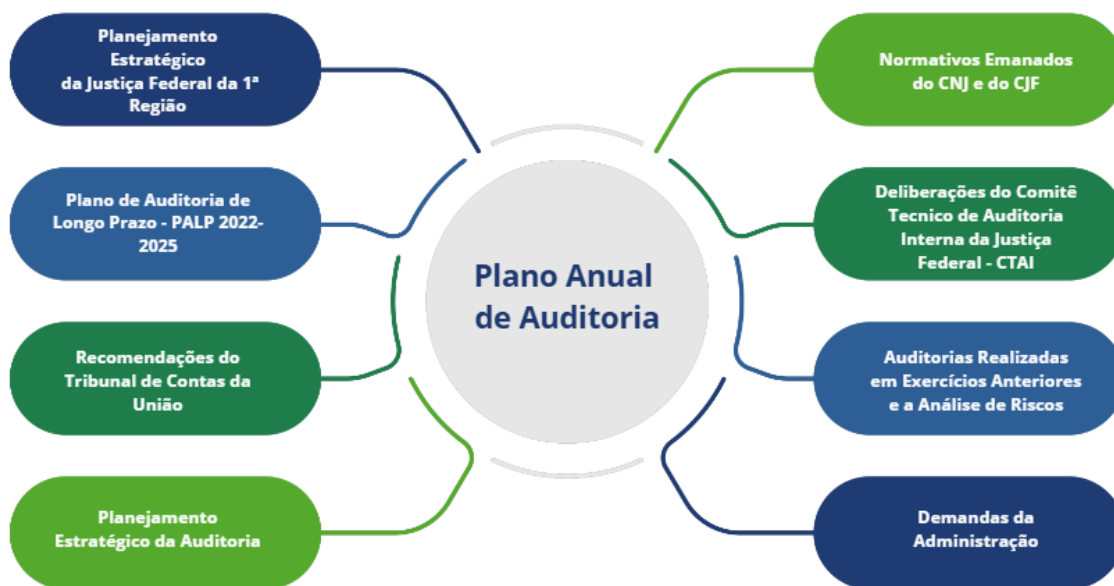 Planejamento
Estratégico
da Justiça Federal da 1ª
Região
Plano de Auditoria de
Longo Prazo - PALP 2022-
2025
Recomendações do
Tribunal de Contas da
União
Planejamento
Estratégico da Auditoria
Plano Anual
de Auditoria
Normativos Emanados
do CNJ e do CJF
Deliberações do Comitê
Tecnico de Auditoria
Interna da Justiça
Federal - CTAI
Auditorias Realizadas
em Exercícios Anteriores
e a Análise de Riscos
Demandas da
Administração